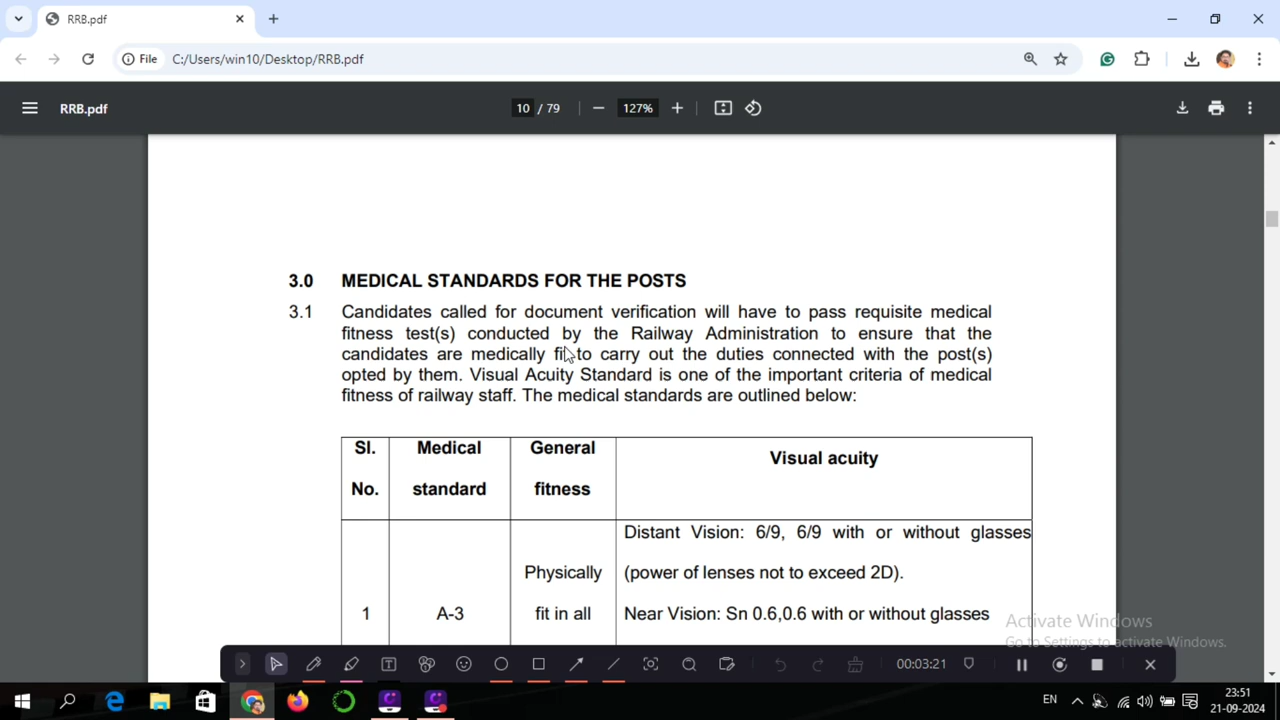 RRB.pdf
File
C:/Users/win10/Desktop/RRB.pdf
RRB.pdf
10 / 79
127%
3.0 MEDICAL STANDARDS FOR THE POSTS
3.1 Candidates called for document verification will have to pass requisite medical
fitness test(s) conducted by the Railway Administration to ensure that the
candidates are medically fit to carry out the duties connected with the post(s)
opted by them. Visual Acuity Standard is one of the important criteria of medical
fitness of railway staff. The medical standards are outlined below:
Sl. No.
Medical standard
General fitness
Visual acuity
1
A-3
Physically
fit in all
Distant Vision: 6/9, 6/9 with or without glasses
(power of lenses not to exceed 2D).
Near Vision: Sn 0.6,0.6 with or without glasses
Activate Windows
Go to Settings to activate Windows.
00:03:21
EN
23:51
21-09-2024